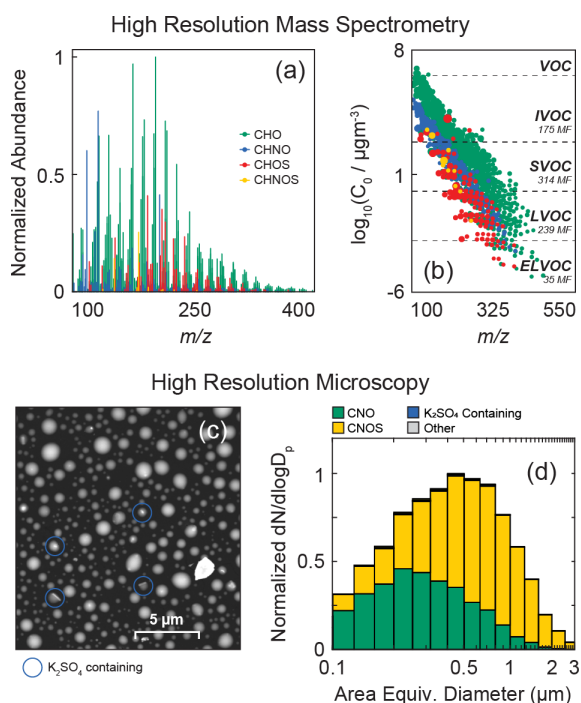 High Resolution Mass Spectrometry
(a)
1
0.5
0
Normalized Abundance
CHO
CHNO
CHOS
CHNOS
100 250 400
m/z
8
1
-6
log₁₀(C₀ / µgm⁻³)
VOC
IVOC
175 MF
SVOC
314 MF
LVOC
239 MF
ELVOC
35 MF
(b)
100 325 550
m/z
High Resolution Microscopy
(c)
5 µm
K₂SO₄ containing
CNO
K₂SO₄ Containing
CNOS
Other
(d)
1
0.5
0
Normalized dN/dlogDₚ
0.1 0.5 1 2 3
Area Equiv. Diameter (µm)